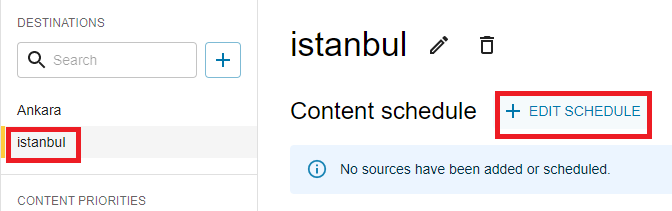 DESTINATIONS
Search
Ankara
istanbul
CONTENT PRIORITIES
istanbul
Content schedule
+ EDIT SCHEDULE
No sources have been added or scheduled.